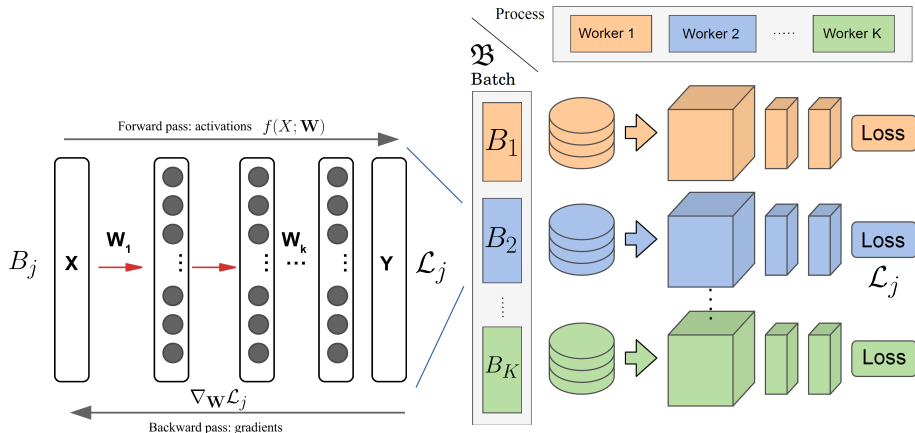 Process
Worker 1
Worker 2
.....
Worker K
𝔅
Batch
Forward pass: activations f(X; W)
B_j
X
W_1
W_k
...
Y
ℒ_j
∇_W ℒ_j
Backward pass: gradients
B_1
Loss
B_2
Loss
ℒ_j
B_K
Loss